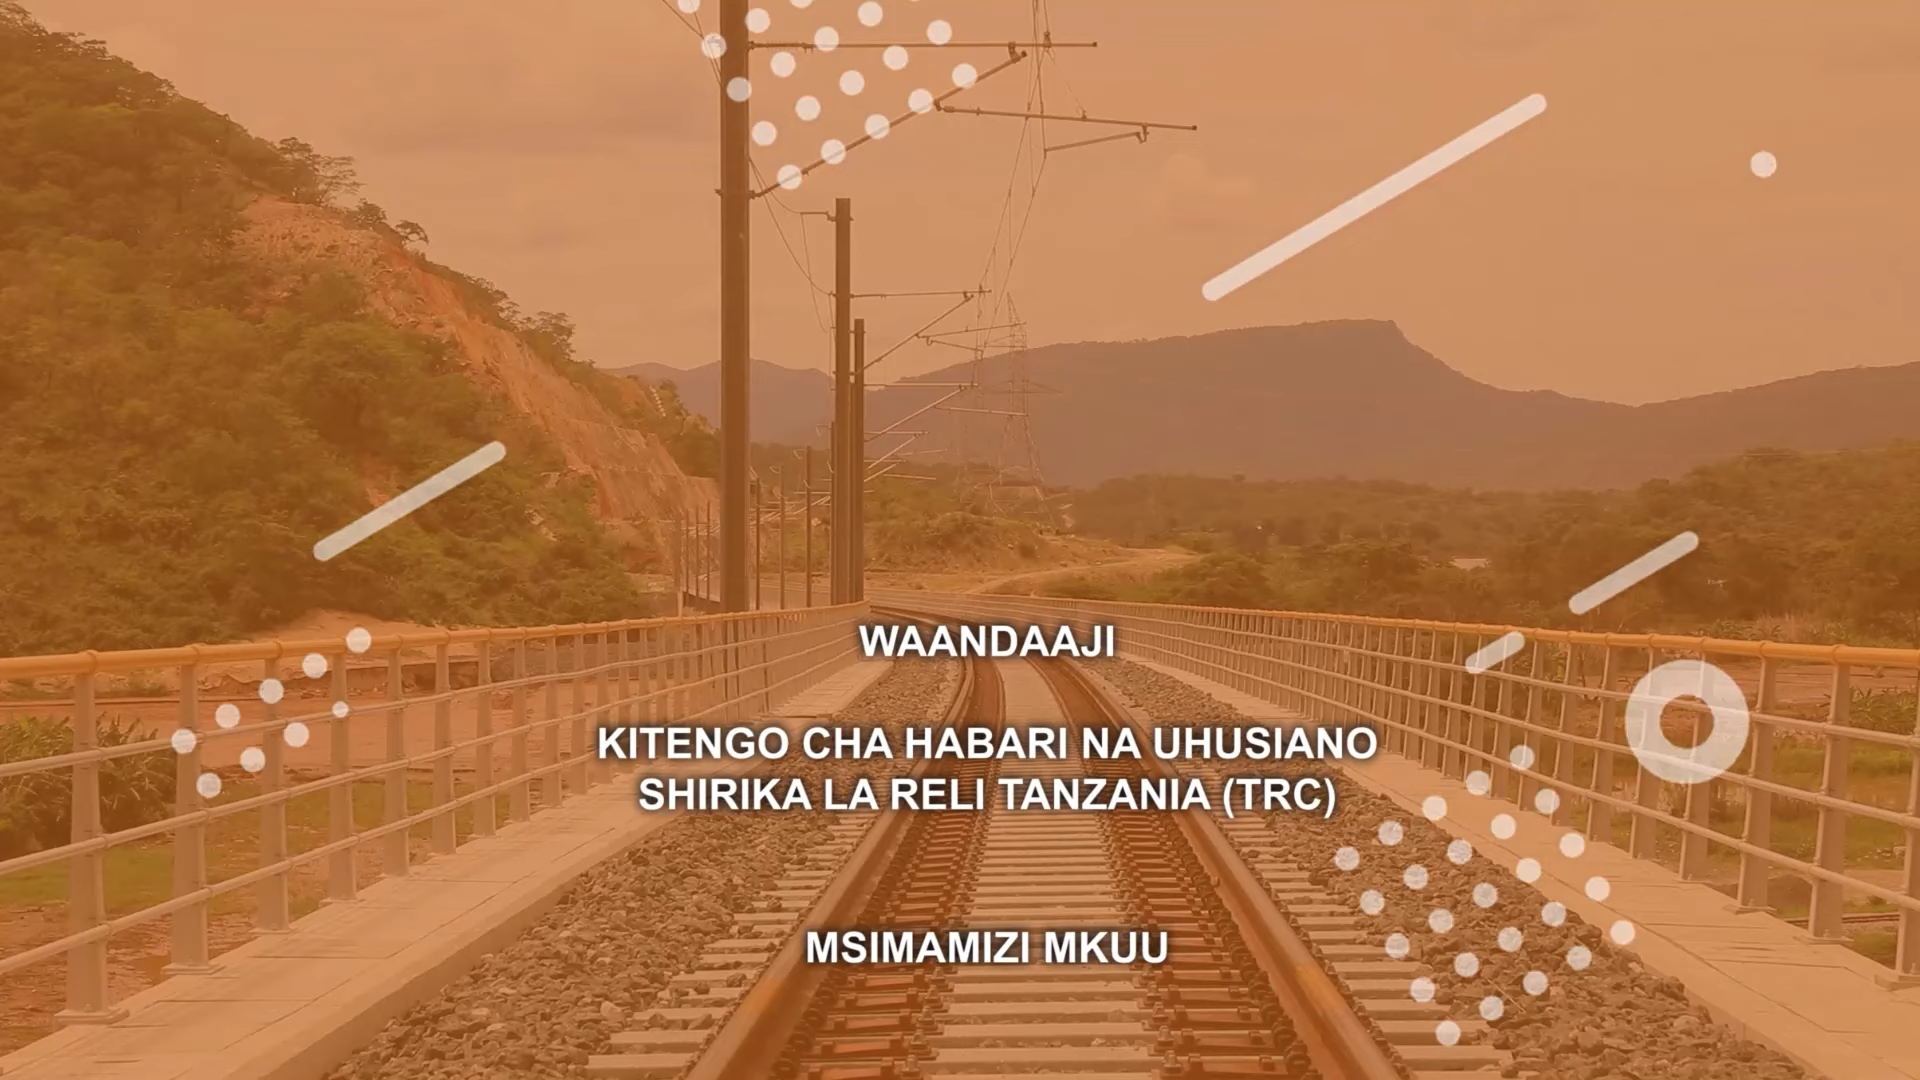 WAANDAAJI
KITENGO CHA HABARI NA UHUSIANO
SHIRIKA LA RELI TANZANIA (TRC)
MSIMAMIZI MKUU